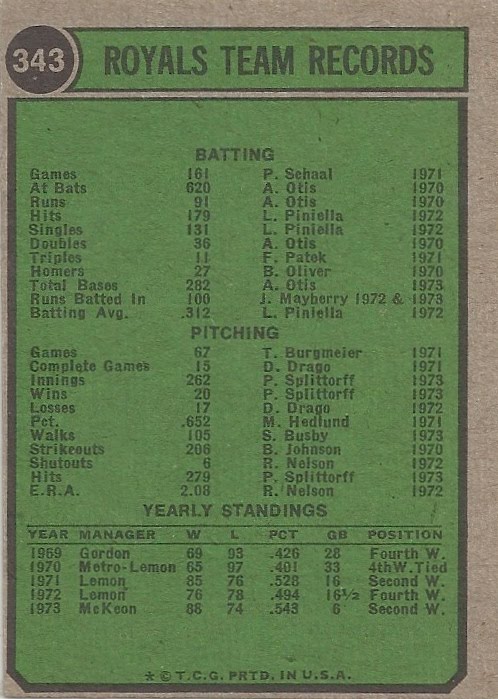 343 ROYALS TEAM RECORDS
BATTING
Games 161 P. Schaal 1971
At Bats 620 A. Otis 1970
Runs 91 A. Otis 1970
Hits 179 L. Piniella 1972
Singles 131 L. Piniella 1972
Doubles 36 A. Otis 1970
Triples 11 F. Patek 1971
Homers 27 B. Oliver 1970
Total Bases 282 A. Otis 1973
Runs Batted In 100 J. Mayberry 1972 & 1973
Batting Avg. .312 L. Piniella 1972
PITCHING
Games 67 T. Burgmeier 1971
Complete Games 15 D. Drago 1971
Innings 262 P. Splittorff 1973
Wins 20 P. Splittorff 1973
Losses 17 D. Drago 1972
Pct. .652 M. Hedlund 1971
Walks 105 S. Busby 1973
Strikeouts 206 B. Johnson 1970
Shutouts 6 R. Nelson 1972
Hits 279 P. Splittorff 1973
E.R.A. 2.08 R. Nelson 1972
YEARLY STANDINGS
YEAR MANAGER W L PCT GB POSITION
1969 Gordon 69 93 .426 28 Fourth W.
1970 Metro-Lemon 65 97 .401 33 4thW.Tied
1971 Lemon 85 76 .528 16 Second W.
1972 Lemon 76 78 .494 16½ Fourth W.
1973 McKeon 88 74 .543 6 Second W.
* © T.C.G. PRTD. IN U.S.A.